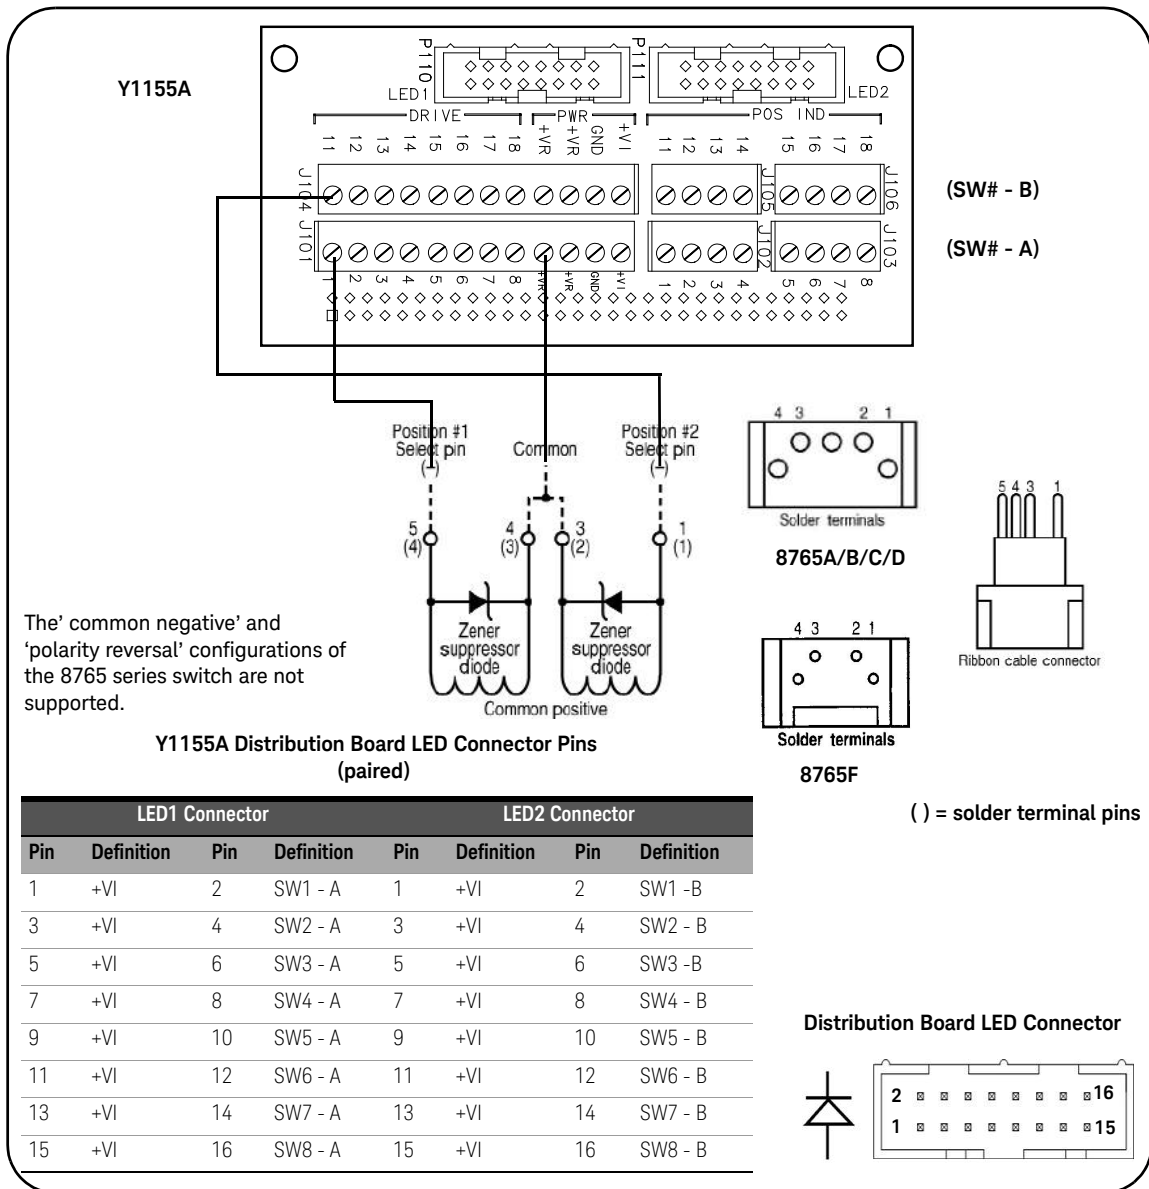 Y1155A
P110
P111
LED1
LED2
DRIVE
PWR
POS IND
11 12 13 14 15 16 17 18 +VR +VR GND +VI 11 12 13 14 15 16 17 18
J104
J105
J106
(SW# - B)
J101
J102
J103
(SW# - A)
1 2 3 4 5 6 7 8 +VR +VR GND +VI 1 2 3 4 5 6 7 8
Position #1
Select pin
(-)
Common
Position #2
Select pin
(-)
5
(4)
4
(3)
3
(2)
1
(1)
Zener
suppressor
diode
Zener
suppressor
diode
Common positive
4 3 2 1
Solder terminals
8765A/B/C/D
5 4 3 1
Ribbon cable connector
4 3 2 1
Solder terminals
8765F
The' common negative' and
'polarity reversal' configurations of
the 8765 series switch are not
supported.
Y1155A Distribution Board LED Connector Pins
(paired)
( ) = solder terminal pins
LED1 Connector LED2 Connector
Pin Definition Pin Definition Pin Definition Pin Definition
1 +VI 2 SW1 - A 1 +VI 2 SW1 -B
3 +VI 4 SW2 - A 3 +VI 4 SW2 - B
5 +VI 6 SW3 - A 5 +VI 6 SW3 -B
7 +VI 8 SW4 - A 7 +VI 8 SW4 - B
9 +VI 10 SW5 - A 9 +VI 10 SW5 - B
11 +VI 12 SW6 - A 11 +VI 12 SW6 - B
13 +VI 14 SW7 - A 13 +VI 14 SW7 - B
15 +VI 16 SW8 - A 15 +VI 16 SW8 - B
Distribution Board LED Connector
2 16
1 15